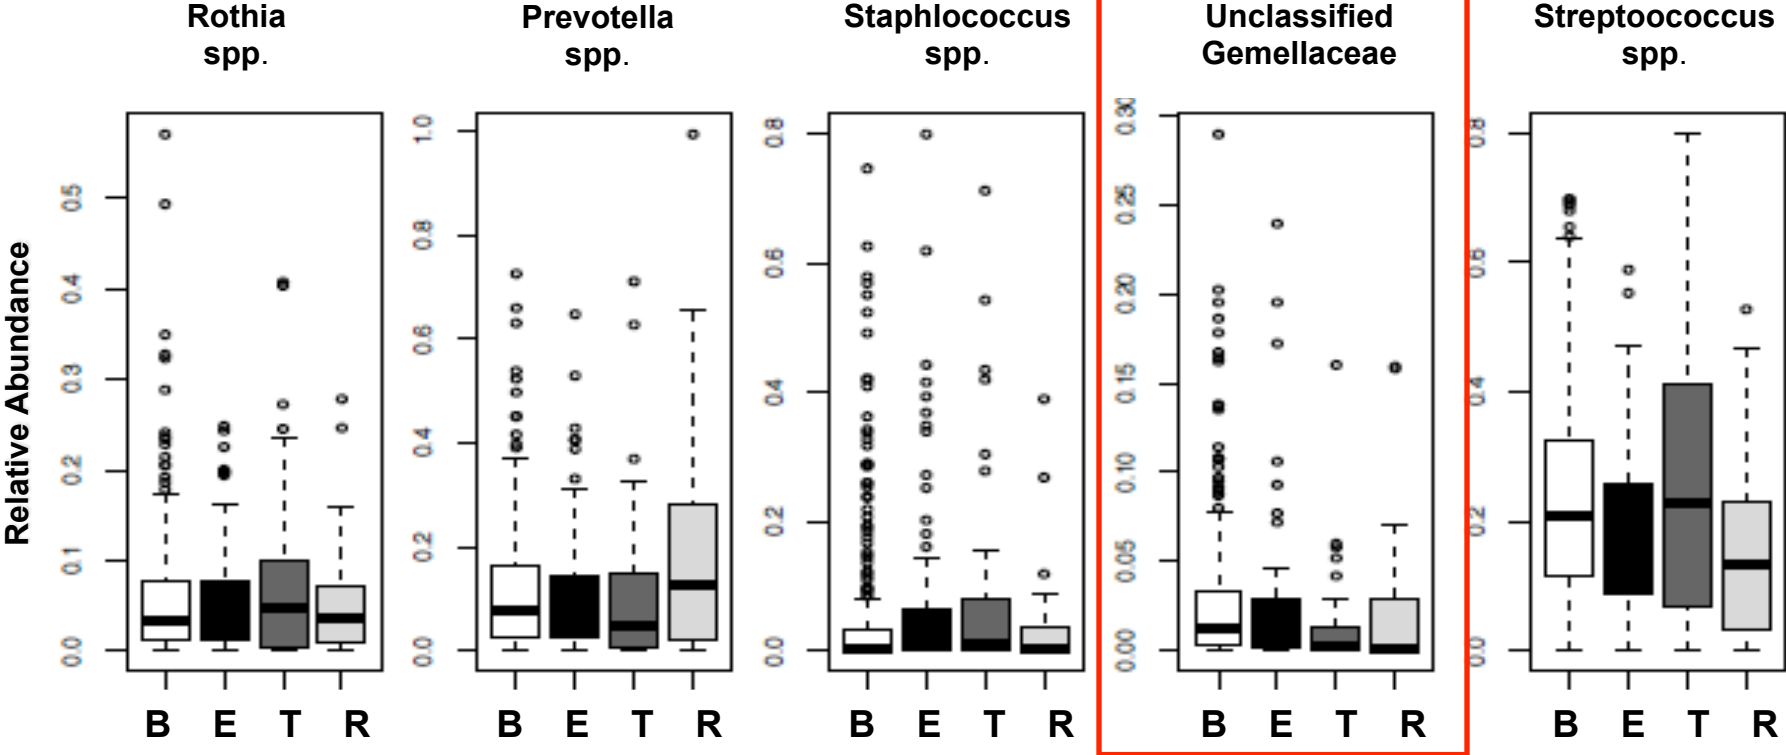 Rothia
spp.
Prevotella
spp.
Staphlococcus
spp.
Unclassified
Gemellaceae
Streptoococcus
spp.
Relative Abundance
0.5
0.4
0.3
0.2
0.1
0.0
B E T R
1.0
0.8
0.6
0.4
0.2
0.0
B E T R
0.8
0.6
0.4
0.2
0.0
B E T R
0.30
0.25
0.20
0.15
0.10
0.05
0.00
B E T R
0.8
0.6
0.4
0.2
0.0
B E T R